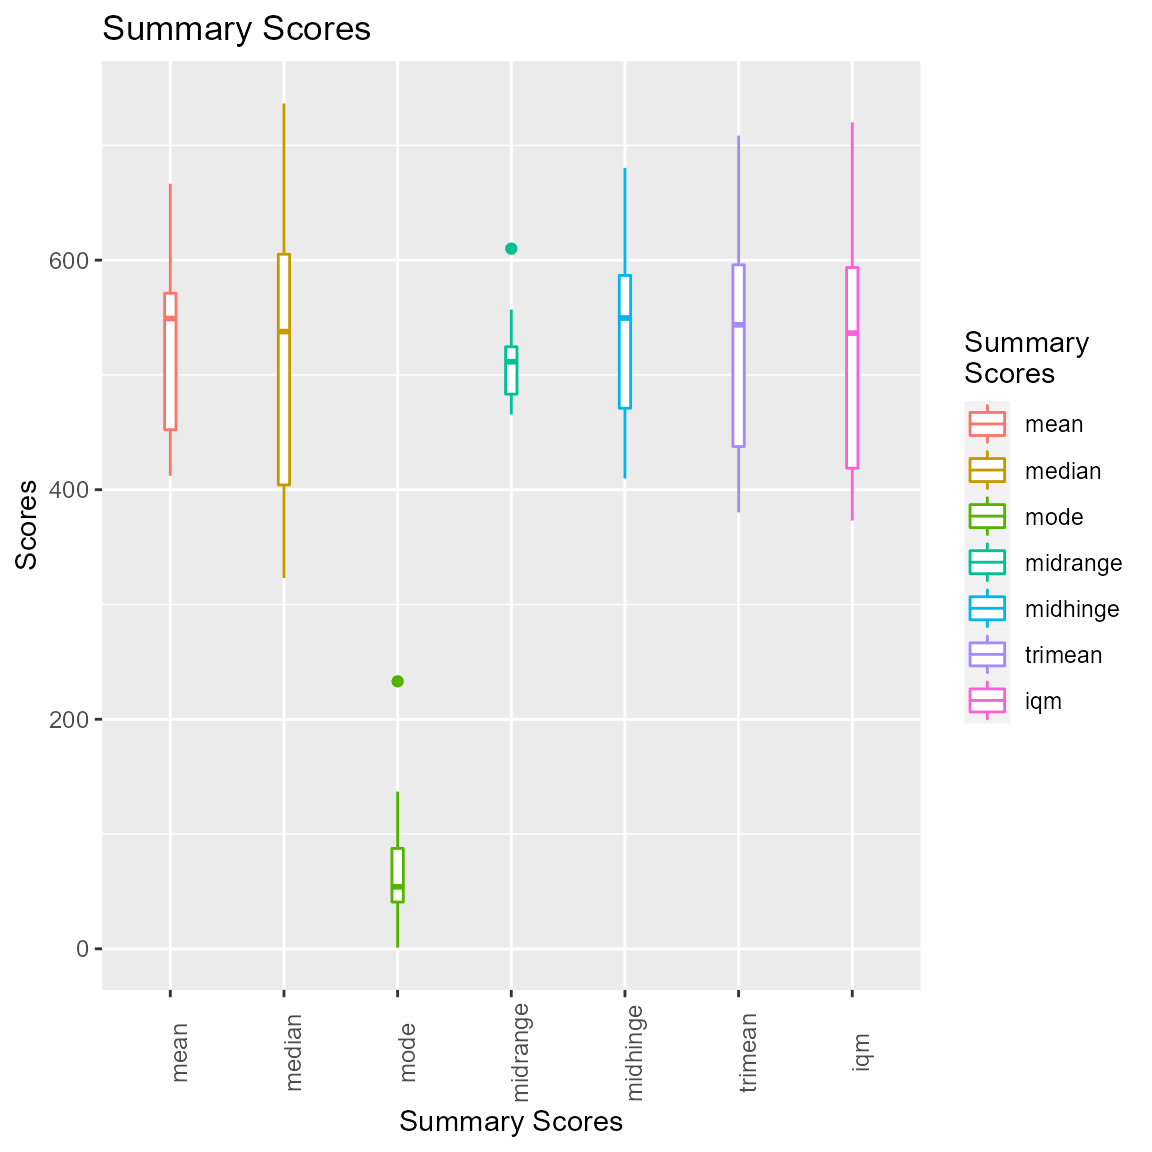 Summary Scores
600
400
200
0
Scores
mean
median
mode
midrange
midhinge
trimean
iqm
Summary Scores
Summary
Scores
mean
median
mode
midrange
midhinge
trimean
iqm